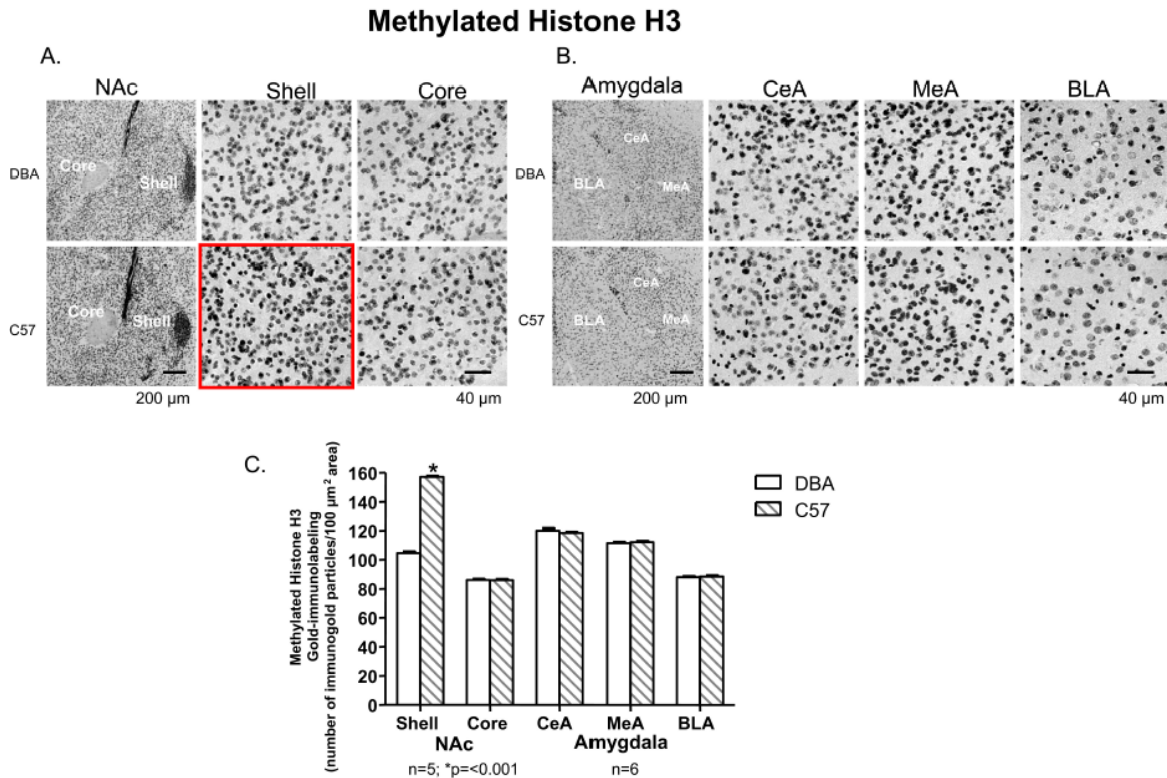 Methylated Histone H3
A.
NAc Shell Core
DBA
Core
Shell
C57
Core
Shell
200 µm 40 µm
B.
Amygdala CeA MeA BLA
DBA
CeA
BLA MeA
C57
CeA
BLA MeA
200 µm 40 µm
C.
Methylated Histone H3
Gold-immunolabeling
(number of immunogold particles/100 µm² area)
160
140
120
100
80
60
40
20
0
*
DBA
C57
Shell Core CeA MeA BLA
NAc Amygdala
n=5; *p=<0.001 n=6